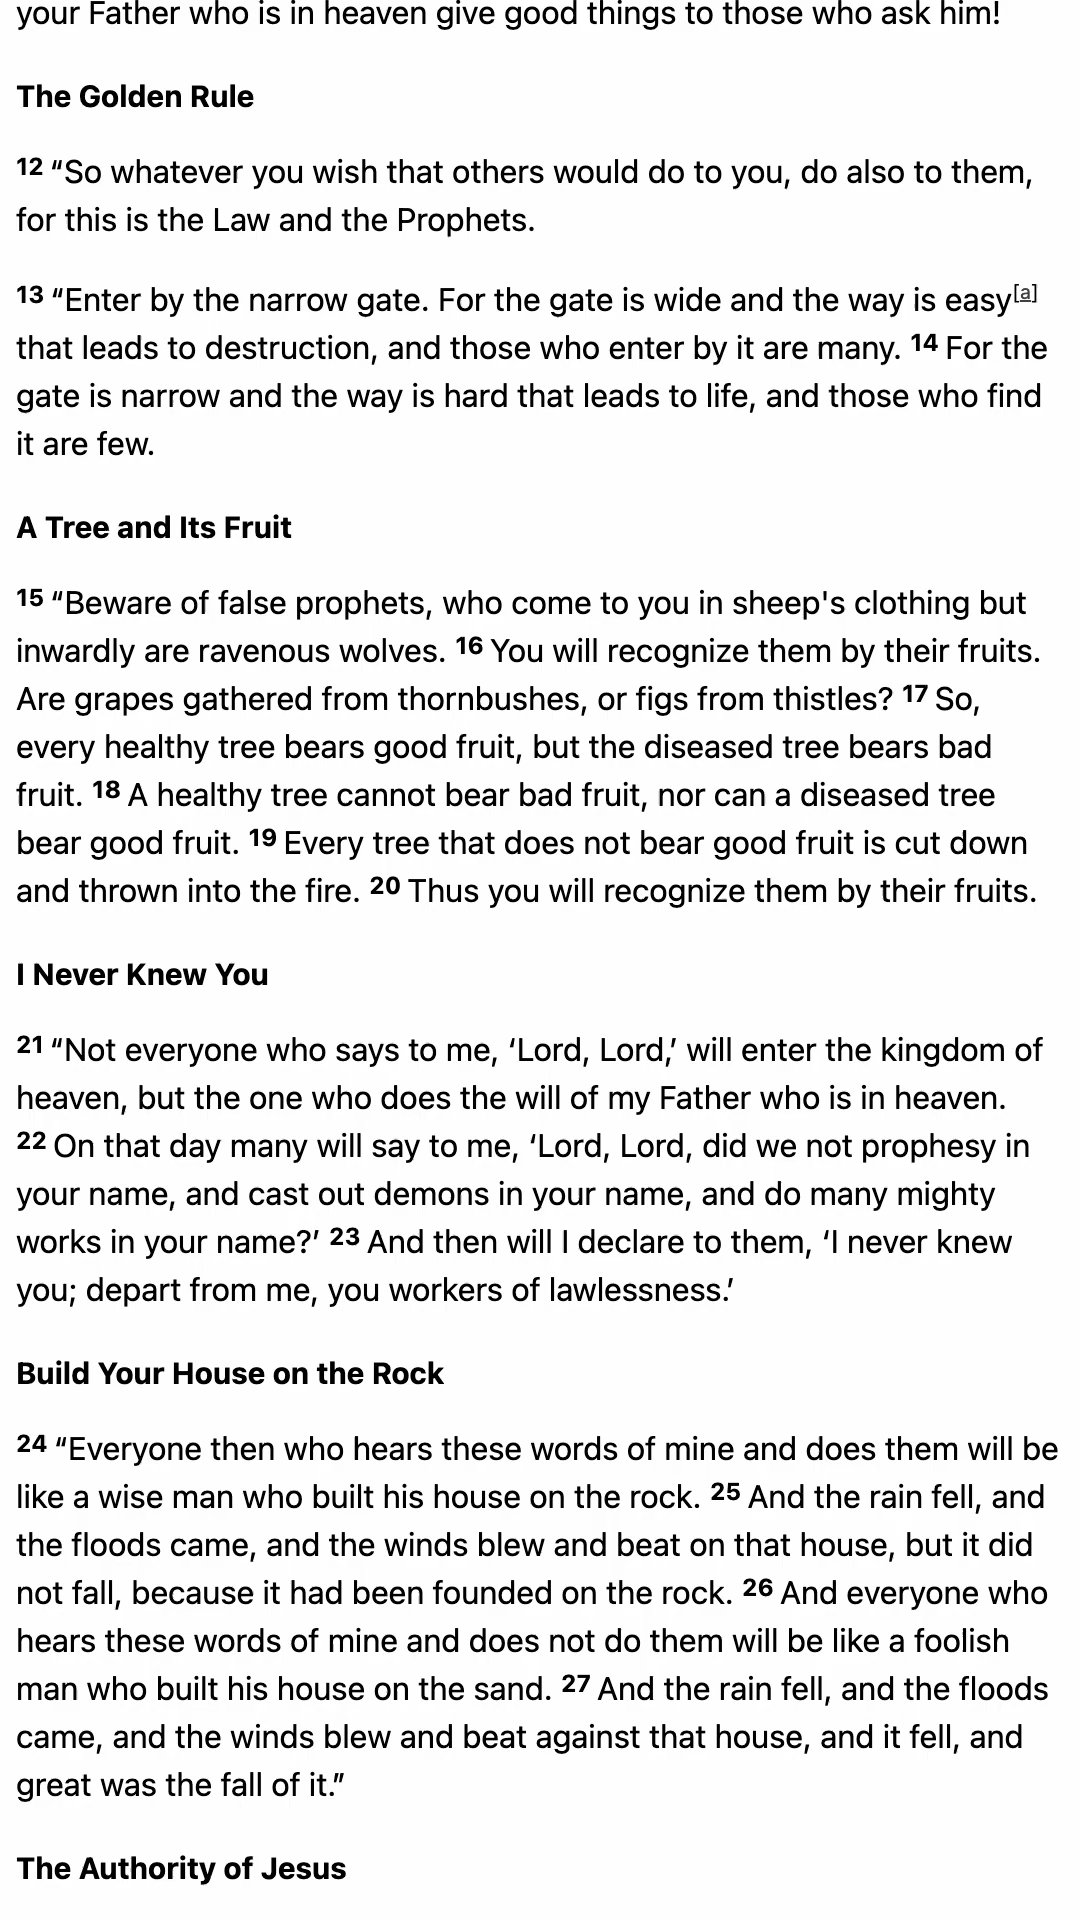 your Father who is in heaven give good things to those who ask him!
The Golden Rule
12 “So whatever you wish that others would do to you, do also to them,
for this is the Law and the Prophets.
13 “Enter by the narrow gate. For the gate is wide and the way is easy[a]
that leads to destruction, and those who enter by it are many. 14 For the
gate is narrow and the way is hard that leads to life, and those who find
it are few.
A Tree and Its Fruit
15 “Beware of false prophets, who come to you in sheep's clothing but
inwardly are ravenous wolves. 16 You will recognize them by their fruits.
Are grapes gathered from thornbushes, or figs from thistles? 17 So,
every healthy tree bears good fruit, but the diseased tree bears bad
fruit. 18 A healthy tree cannot bear bad fruit, nor can a diseased tree
bear good fruit. 19 Every tree that does not bear good fruit is cut down
and thrown into the fire. 20 Thus you will recognize them by their fruits.
I Never Knew You
21 “Not everyone who says to me, ‘Lord, Lord,’ will enter the kingdom of
heaven, but the one who does the will of my Father who is in heaven.
22 On that day many will say to me, ‘Lord, Lord, did we not prophesy in
your name, and cast out demons in your name, and do many mighty
works in your name?’ 23 And then will I declare to them, ‘I never knew
you; depart from me, you workers of lawlessness.’
Build Your House on the Rock
24 “Everyone then who hears these words of mine and does them will be
like a wise man who built his house on the rock. 25 And the rain fell, and
the floods came, and the winds blew and beat on that house, but it did
not fall, because it had been founded on the rock. 26 And everyone who
hears these words of mine and does not do them will be like a foolish
man who built his house on the sand. 27 And the rain fell, and the floods
came, and the winds blew and beat against that house, and it fell, and
great was the fall of it.”
The Authority of Jesus